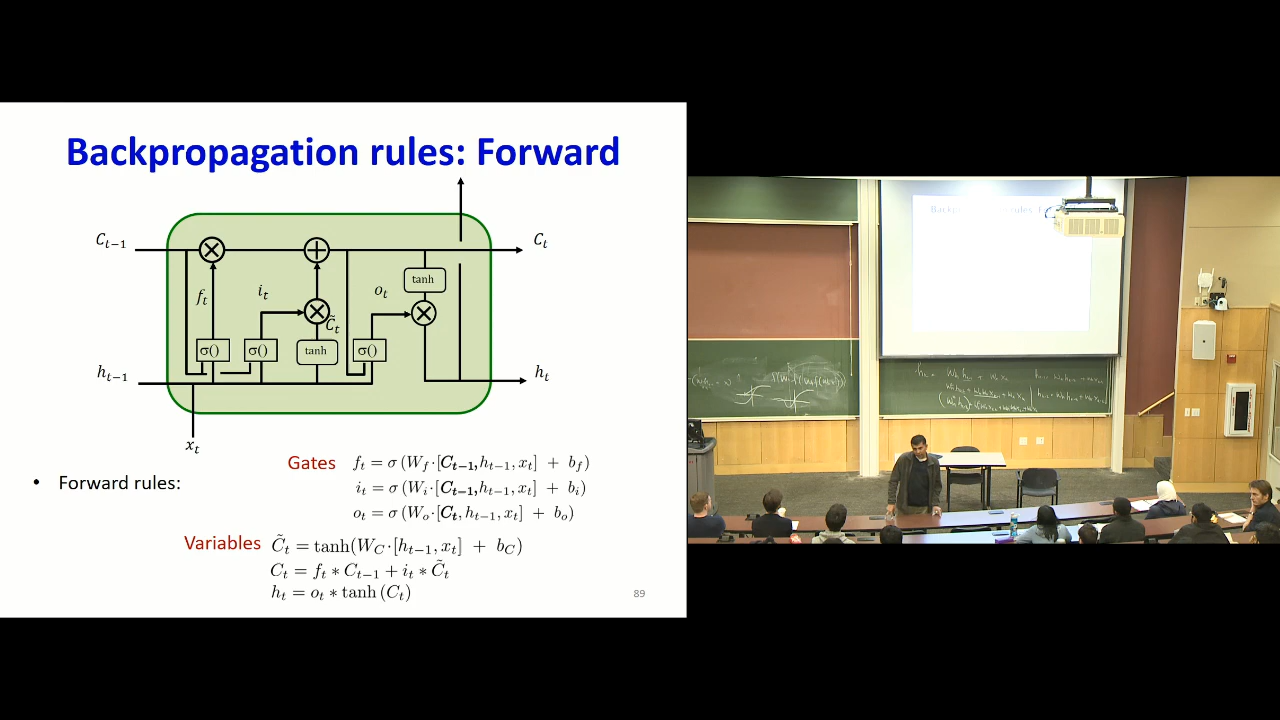 Backpropagation rules: Forward
C_{t-1}
C_t
tanh
f_t
i_t
o_t
C̃_t
σ()
σ()
tanh
σ()
h_{t-1}
h_t
x_t
Gates f_t = σ(W_f·[C_{t-1},h_{t-1},x_t] + b_f)
• Forward rules:
i_t = σ(W_i·[C_{t-1},h_{t-1},x_t] + b_i)
o_t = σ(W_o·[C_t,h_{t-1},x_t] + b_o)
Variables C̃_t = tanh(W_C·[h_{t-1},x_t] + b_C)
C_t = f_t * C_{t-1} + i_t * C̃_t
h_t = o_t * tanh(C_t)
89